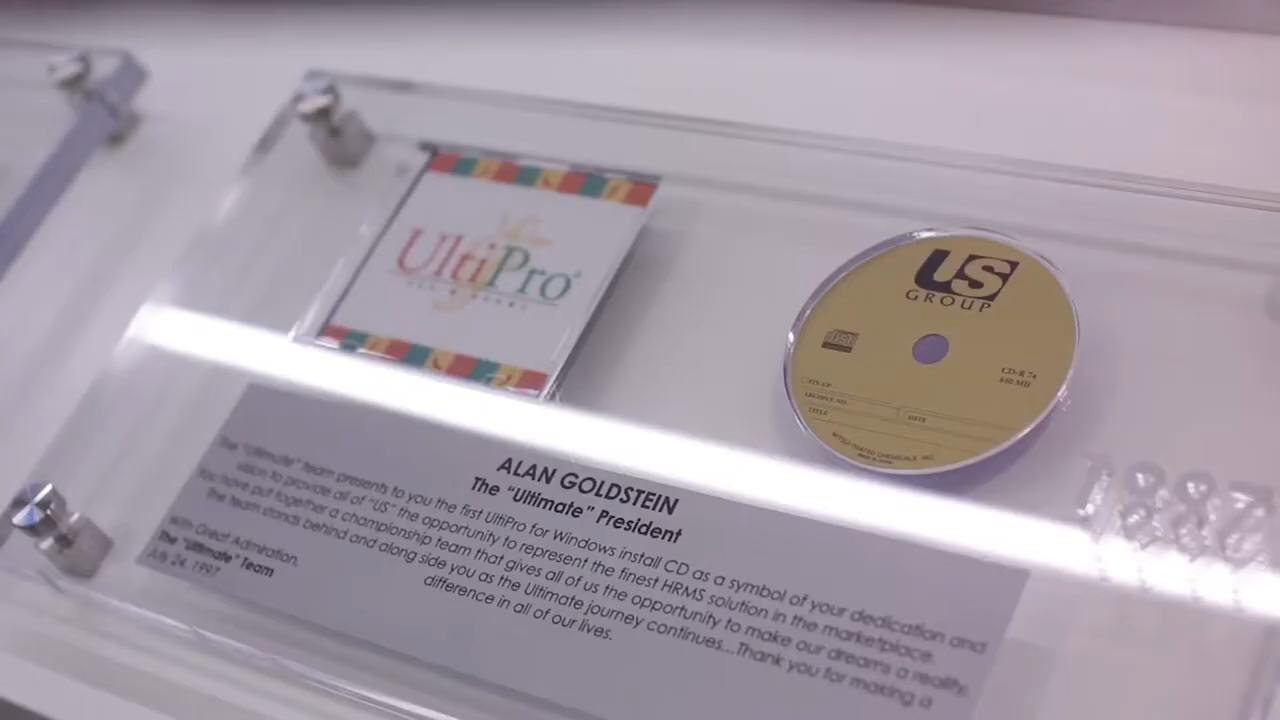 UltiPro
US
GROUP
CD-R 74
650 MB
TITLE
DATE
ALAN GOLDSTEIN
The "Ultimate" President
The "Ultimate" team presents to you the first UltiPro for Windows install CD as a symbol of your dedication and
vision to provide all of "US" the opportunity to represent the finest HRMS solution in the marketplace.
You have put together a championship team that gives all of us the opportunity to make our dreams a reality.
The team stands behind and along side you as the Ultimate journey continues...Thank you for making a
difference in all of our lives.
With Great Admiration,
The "Ultimate" Team
July 24, 1997
1997